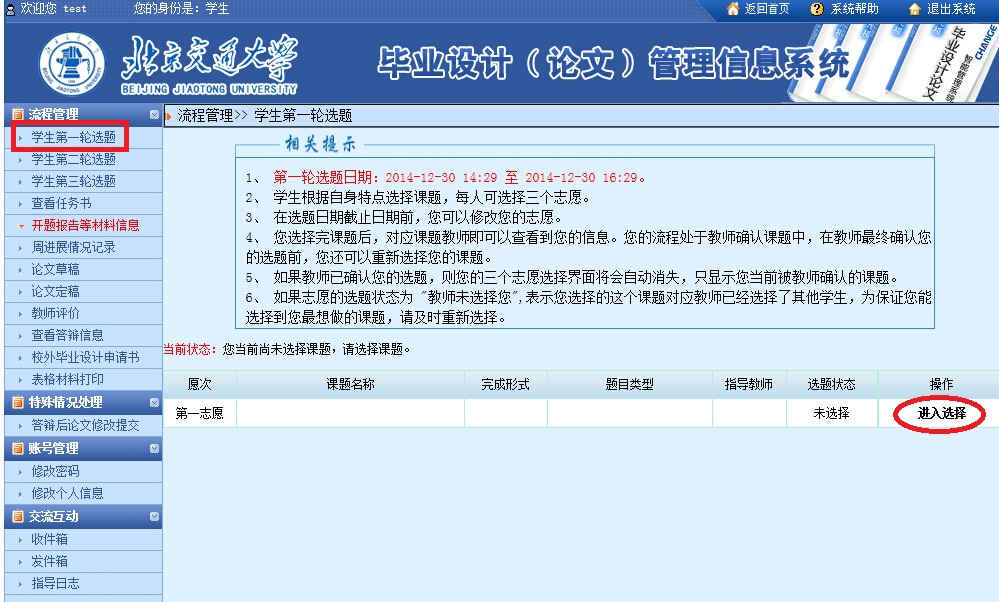 欢迎您 test 您的身份是：学生
返回首页 系统帮助 退出系统
北京交通大学
BEIJING JIAOTONG UNIVERSITY
毕业设计（论文）管理信息系统
毕业设计论文
智能管理系统
CHANGE
流程管理
学生第一轮选题
学生第二轮选题
学生第三轮选题
查看任务书
开题报告等材料信息
周进展情况记录
论文草稿
论文定稿
教师评价
查看答辩信息
校外毕业设计申请书
表格材料打印
特殊情况处理
答辩后论文修改提交
账号管理
修改密码
修改个人信息
交流互动
收件箱
发件箱
指导日志
流程管理>> 学生第一轮选题
相关提示
1、 第一轮选题日期：2014-12-30 14:29 至 2014-12-30 16:29。
2、 学生根据自身特点选择课题，每人可选择三个志愿。
3、 在选题日期截止日期前，您可以修改您的志愿。
4、 您选择完课题后，对应课题教师即可以查看到您的信息。您的流程处于教师确认课题中，在教师最终确认您
的选题前，您还可以重新选择您的课题。
5、 如果教师已确认您的选题，则您的三个志愿选择界面将会自动消失，只显示您当前被教师确认的课题。
6、 如果志愿的选题状态为 "教师未选择您",表示您选择的这个课题对应教师已经选择了其他学生，为保证您能
选择到您最想做的课题，请及时重新选择。
当前状态：您当前尚未选择课题，请选择课题。
愿次 课题名称 完成形式 题目类型 指导教师 选题状态 操作
第一志愿 未选择 进入选择